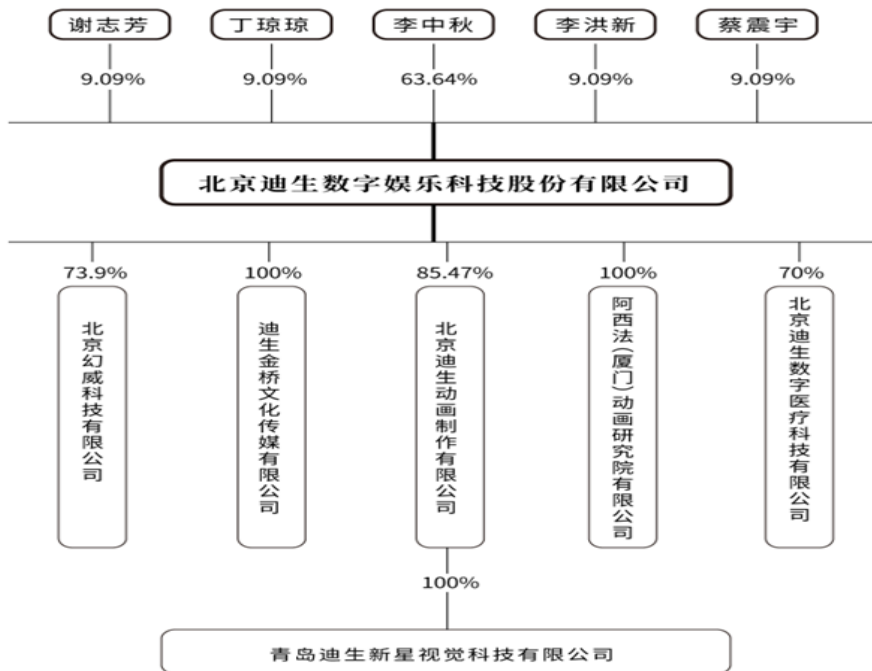 谢志芳 丁琼琼 李中秋 李洪新 蔡震宇
9.09% 9.09% 63.64% 9.09% 9.09%
北京迪生数字娱乐科技股份有限公司
73.9% 100% 85.47% 100% 70%
北京幻威科技有限公司
迪生金桥文化传媒有限公司
北京迪生动画制作有限公司
阿西法(厦门)动画研究院有限公司
北京迪生数字医疗科技有限公司
100%
青岛迪生新星视觉科技有限公司